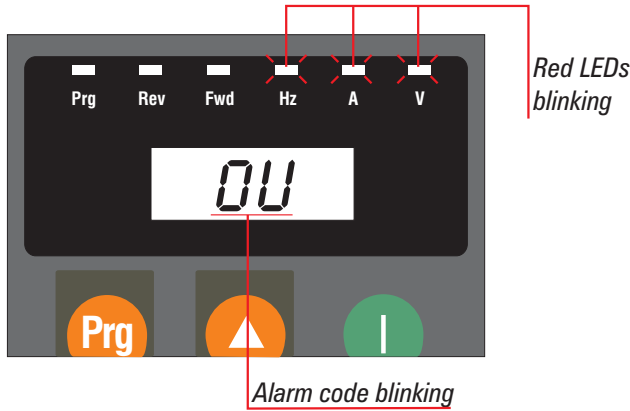 Red LEDs
blinking
Prg Rev Fwd Hz A V
OU
Prg
Alarm code blinking